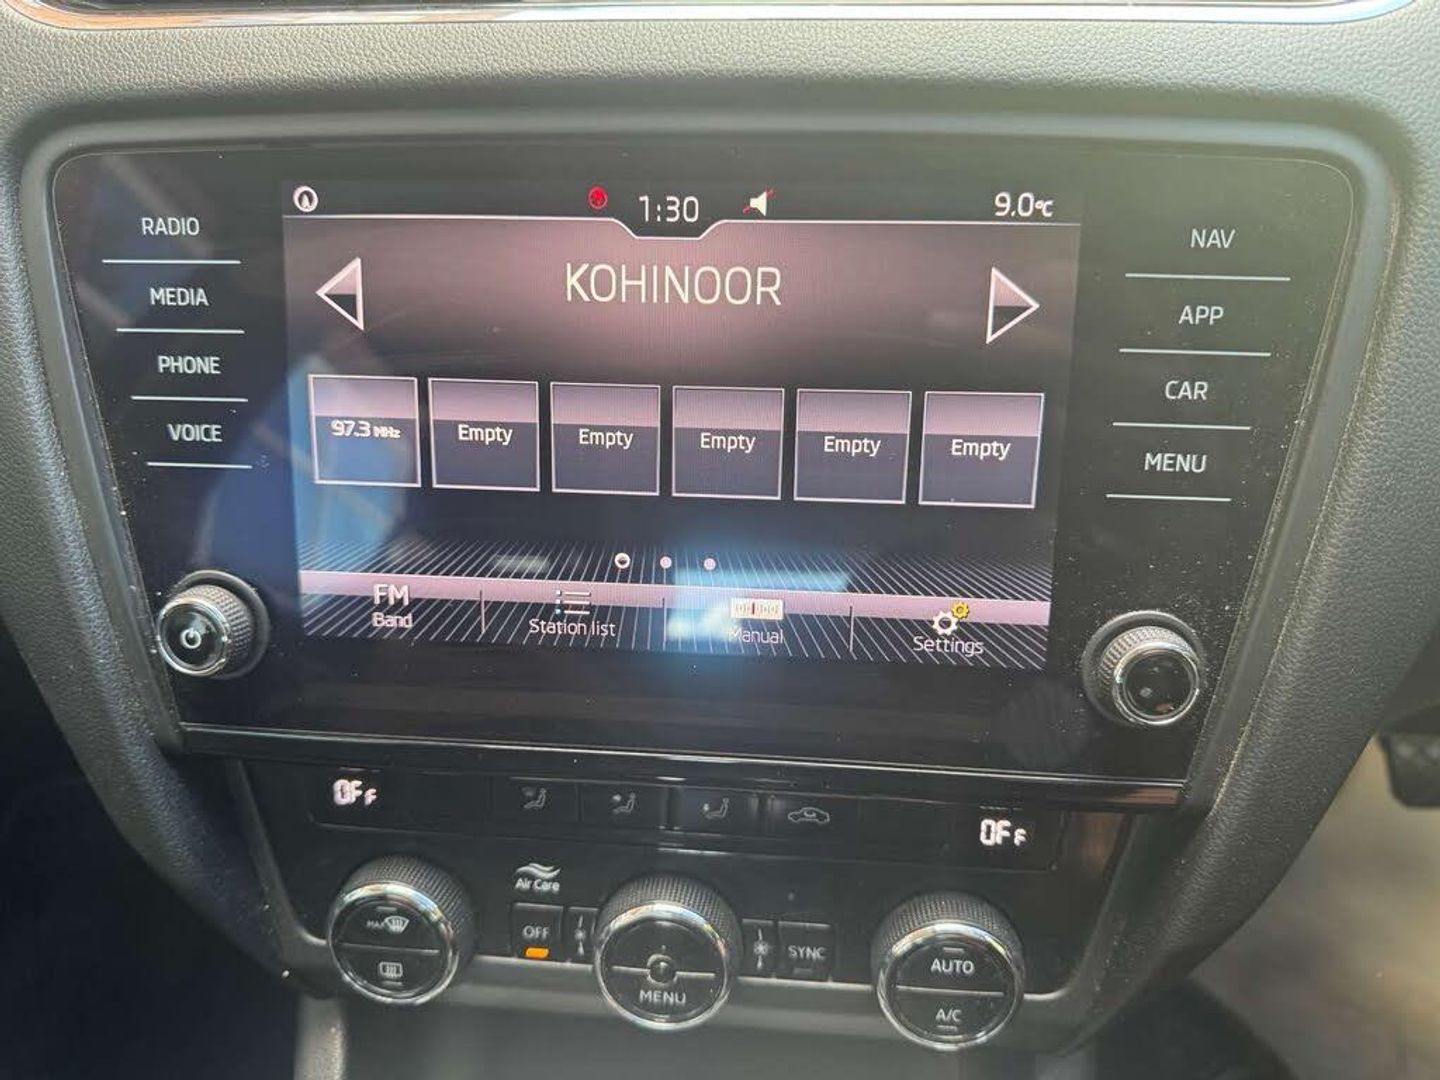 1:30
9.0°C
RADIO
MEDIA
PHONE
VOICE
KOHINOOR
NAV
APP
CAR
MENU
97.3 MHz
Empty
Empty
Empty
Empty
Empty
FM
Band
Station list
Manual
Settings
OFF
OFF
Air Care
MAX
OFF
MENU
SYNC
AUTO
A/C